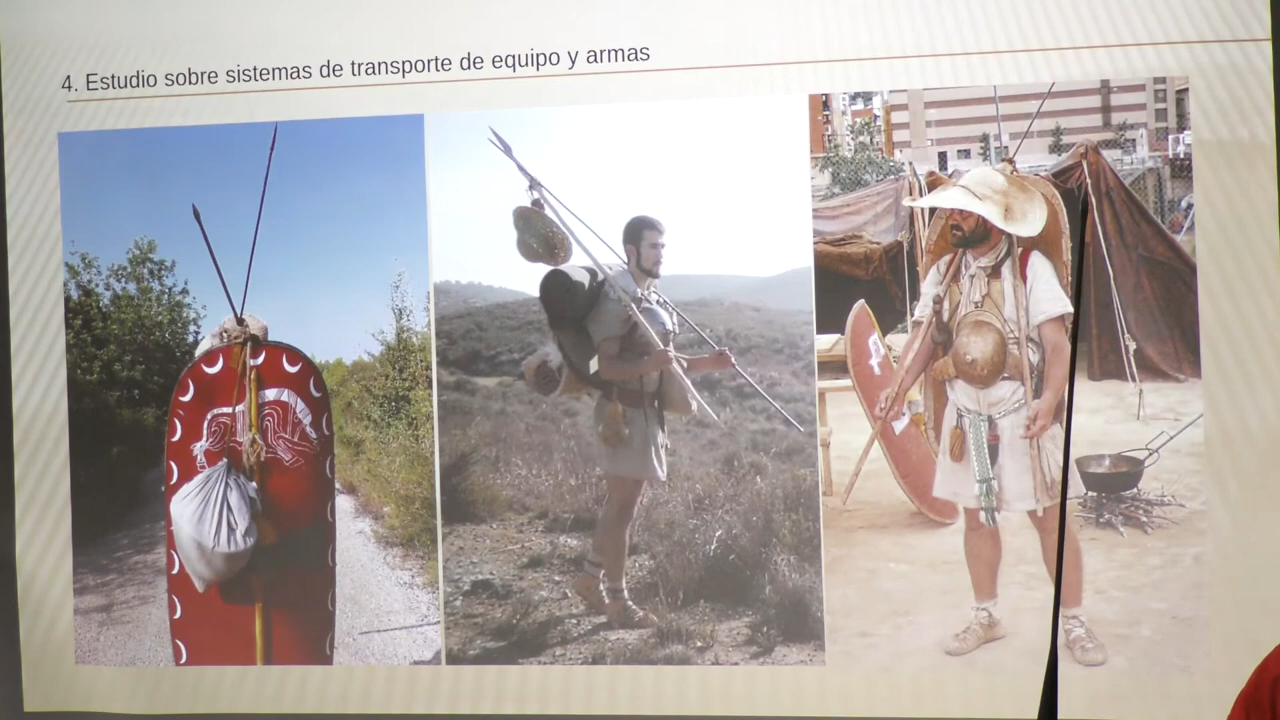 4. Estudio sobre sistemas de transporte de equipo y armas